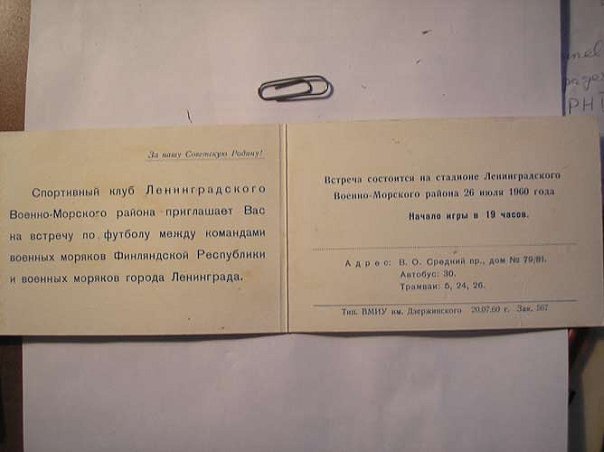 За нашу Советскую Родину!
Спортивный клуб Ленинградского
Военно-Морского района приглашает Вас
на встречу по футболу между командами
военных моряков Финляндской Республики
и военных моряков города Ленинграда.
Встреча состоится на стадионе Ленинградского
Военно-Морского района 26 июля 1960 года
Начало игры в 19 часов.
Адрес: В. О. Средний пр., дом № 79/81.
Автобус: 30.
Трамваи: 5, 24, 26.
Тип. ВМИУ им. Дзержинского 20.07.60 г. Зак. 567
РН